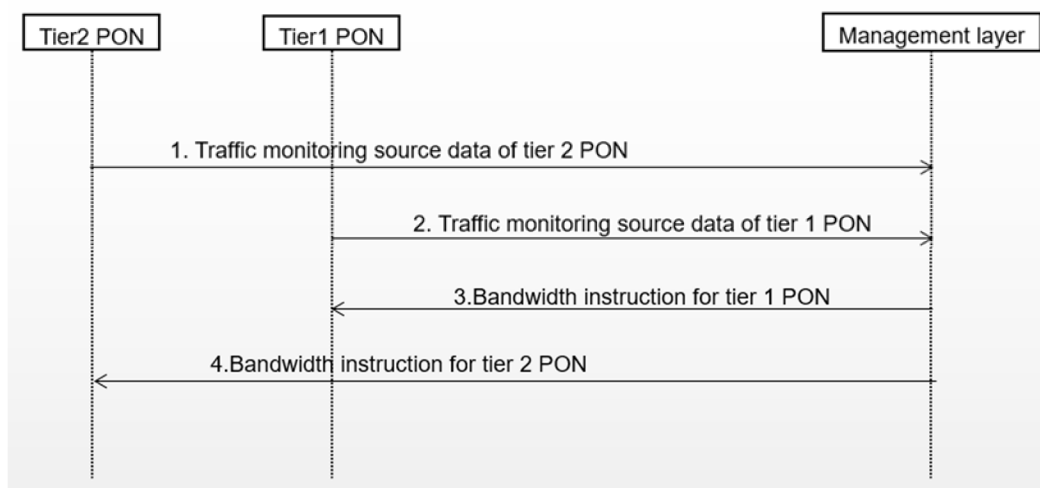 Tier2 PON
Tier1 PON
Management layer
1. Traffic monitoring source data of tier 2 PON
2. Traffic monitoring source data of tier 1 PON
3.Bandwidth instruction for tier 1 PON
4.Bandwidth instruction for tier 2 PON